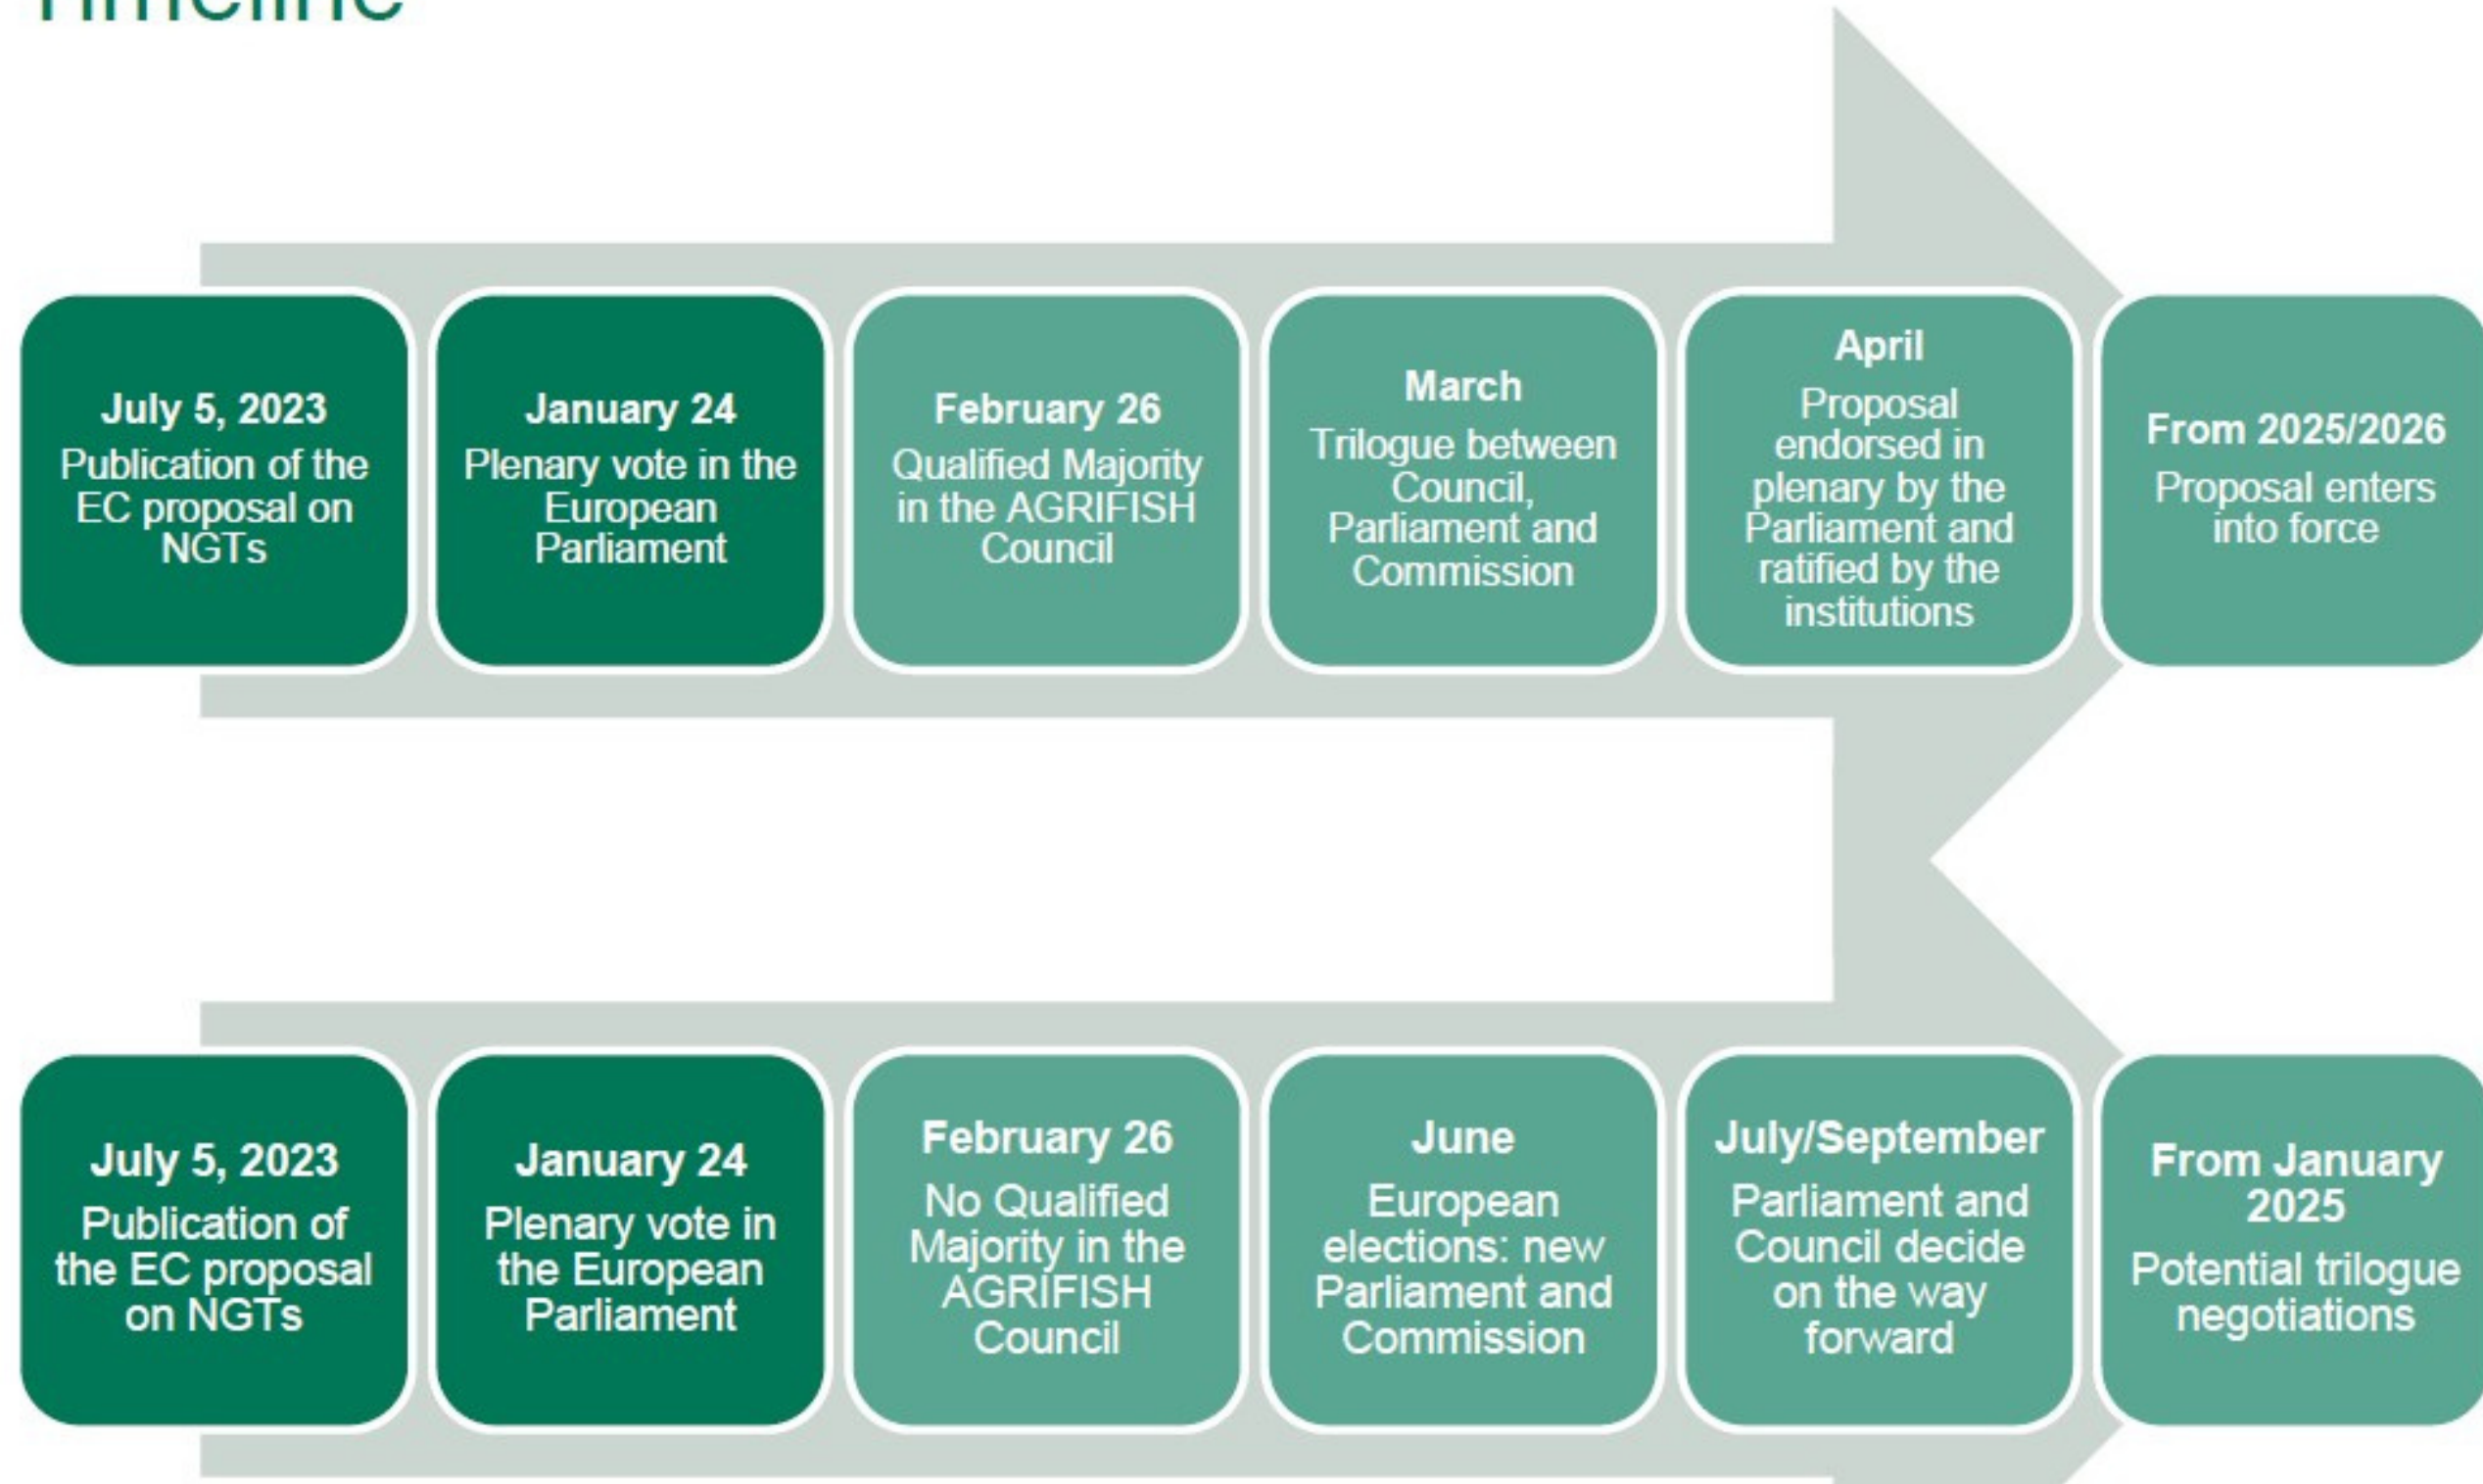 Timeline
July 5, 2023
Publication of the
EC proposal on
NGTs
January 24
Plenary vote in the
European
Parliament
February 26
Qualified Majority
in the AGRIFISH
Council
March
Trilogue between
Council,
Parliament and
Commission
April
Proposal
endorsed in
plenary by the
Parliament and
ratified by the
institutions
From 2025/2026
Proposal enters
into force
July 5, 2023
Publication of
the EC proposal
on NGTs
January 24
Plenary vote in
the European
Parliament
February 26
No Qualified
Majority in the
AGRIFISH
Council
June
European
elections: new
Parliament and
Commission
July/September
Parliament and
Council decide
on the way
forward
From January
2025
Potential trilogue
negotiations